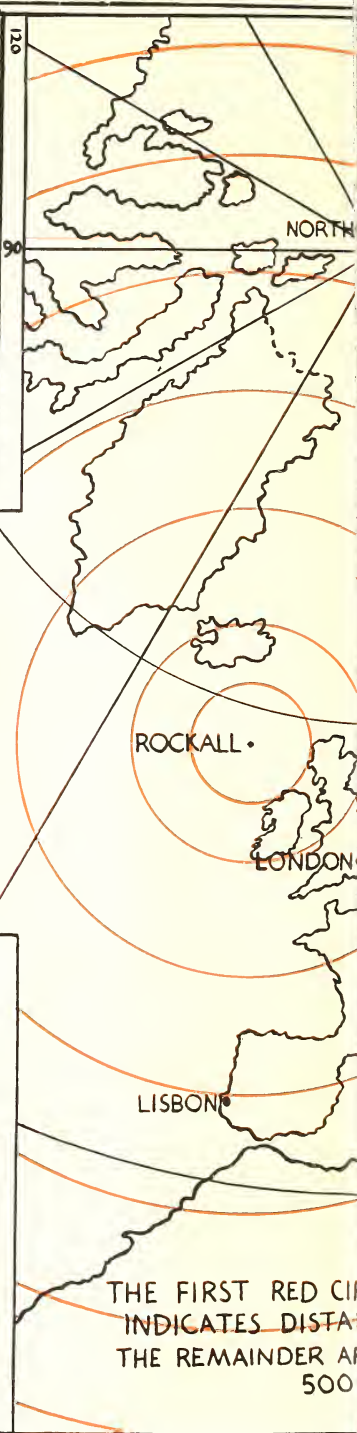 120
NORTH
90
ROCKALL
LONDON
LISBON
THE FIRST RED CI
INDICATES DISTA
THE REMAINDER A
500